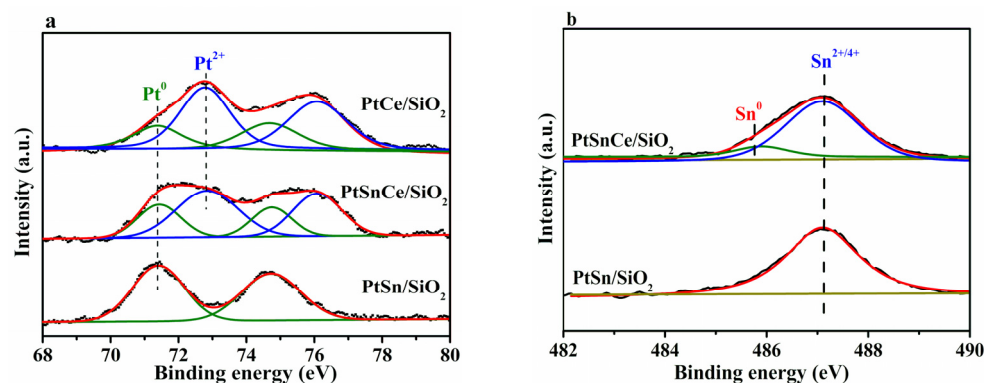 a
Pt⁰
Pt²⁺
PtCe/SiO₂
PtSnCe/SiO₂
PtSn/SiO₂
Intensity (a.u.)
68 70 72 74 76 78 80
Binding energy (eV)
b
Sn⁰
Sn²⁺/⁴⁺
PtSnCe/SiO₂
PtSn/SiO₂
Intensity (a.u.)
482 484 486 488 490
Binding energy (eV)